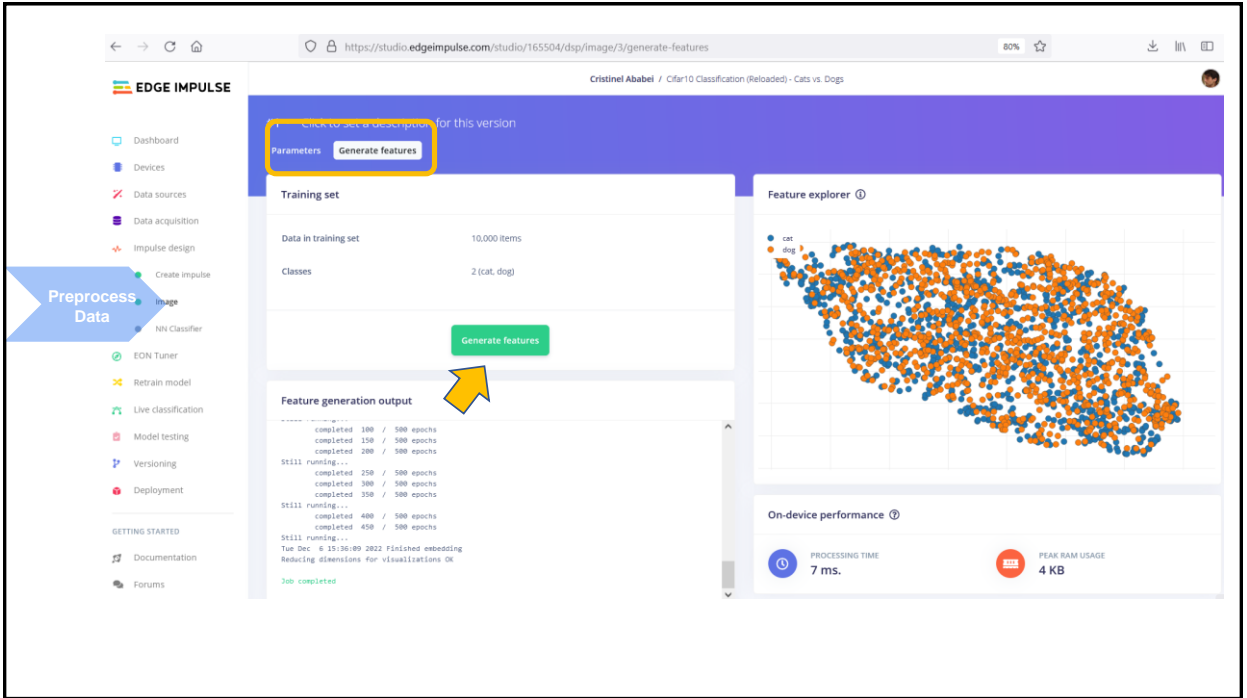 https://studio.edgeimpulse.com/studio/165504/dsp/image/3/generate-features
80%
EDGE IMPULSE
Cristinel Ababei / Cifar10 Classification (Reloaded) - Cats vs. Dogs
Click to set a description for this version
Parameters
Generate features
Dashboard
Devices
Data sources
Data acquisition
Impulse design
Create impulse
Image
NN Classifier
EON Tuner
Retrain model
Live classification
Model testing
Versioning
Deployment
GETTING STARTED
Documentation
Forums
Preprocess
Data
Training set
Data in training set 10,000 items
Classes 2 (cat, dog)
Generate features
Feature generation output
completed 100 / 500 epochs
completed 150 / 500 epochs
completed 200 / 500 epochs
Still running...
completed 250 / 500 epochs
completed 300 / 500 epochs
completed 350 / 500 epochs
Still running...
completed 400 / 500 epochs
completed 450 / 500 epochs
Still running...
Tue Dec 6 15:36:09 2022 Finished embedding
Reducing dimensions for visualizations OK
Job completed
Feature explorer
cat
dog
On-device performance
PROCESSING TIME
7 ms.
PEAK RAM USAGE
4 KB